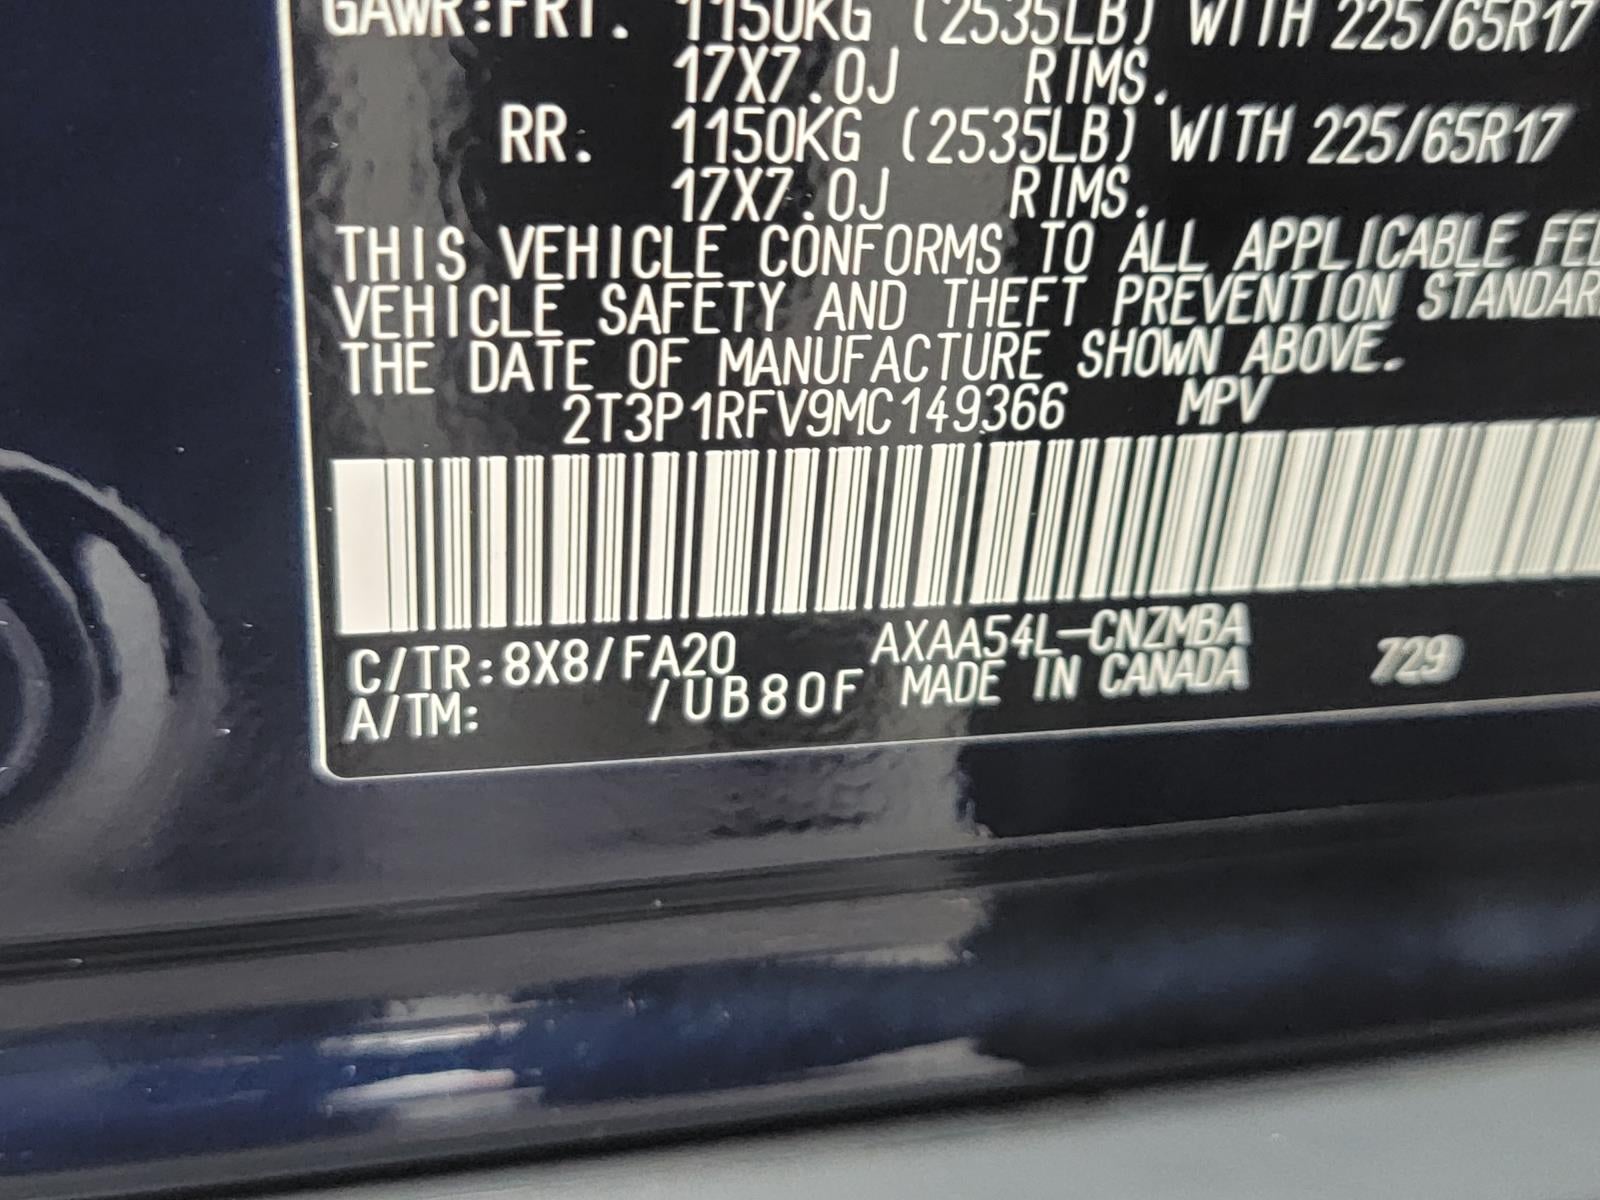 GAWR:FRT. 1150KG (2535LB) WITH 225/65R17
17X7.0J RIMS.
RR. 1150KG (2535LB) WITH 225/65R17
17X7.0J RIMS.
THIS VEHICLE CONFORMS TO ALL APPLICABLE FED
VEHICLE SAFETY AND THEFT PREVENTION STANDAR
THE DATE OF MANUFACTURE SHOWN ABOVE.
2T3P1RFV9MC149366 MPV
C/TR:8X8/FA20 AXAA54L-CNZMBA 729
A/TM: /UB80F MADE IN CANADA